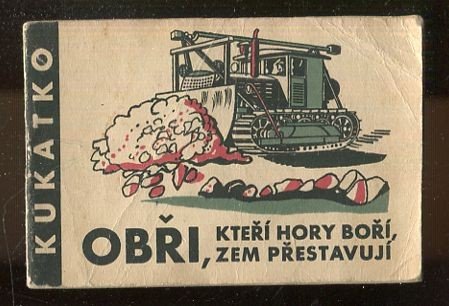 KUKÁTKO
OBŘI, KTEŘÍ HORY BOŘÍ,
ZEM PŘESTAVUJÍ